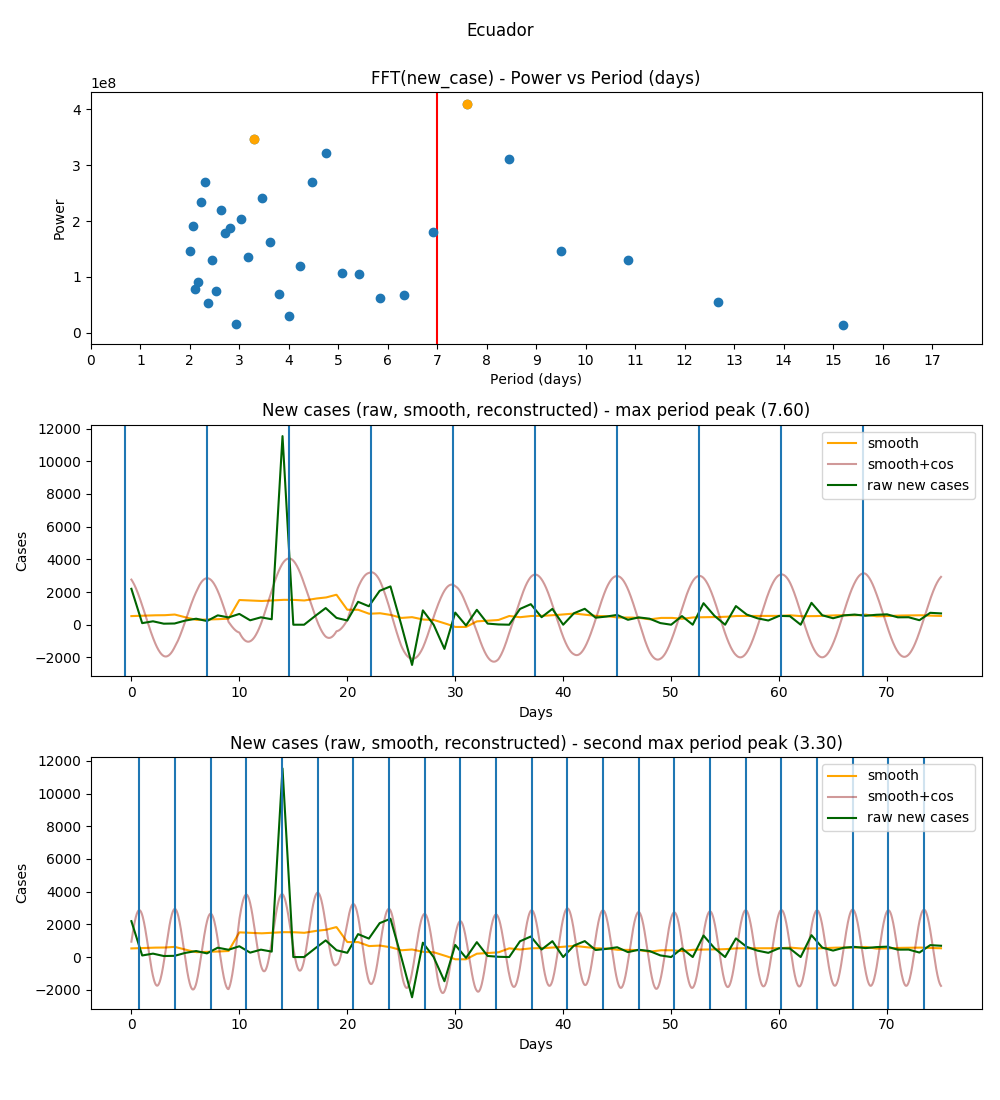 Ecuador
FFT(new_case) - Power vs Period (days)
1e8
4
3
2
1
0
Power
0 1 2 3 4 5 6 7 8 9 10 11 12 13 14 15 16 17
Period (days)
New cases (raw, smooth, reconstructed) - max period peak (7.60)
12000
10000
8000
6000
4000
2000
0
−2000
Cases
smooth
smooth+cos
raw new cases
0 10 20 30 40 50 60 70
Days
New cases (raw, smooth, reconstructed) - second max period peak (3.30)
12000
10000
8000
6000
4000
2000
0
−2000
Cases
smooth
smooth+cos
raw new cases
0 10 20 30 40 50 60 70
Days